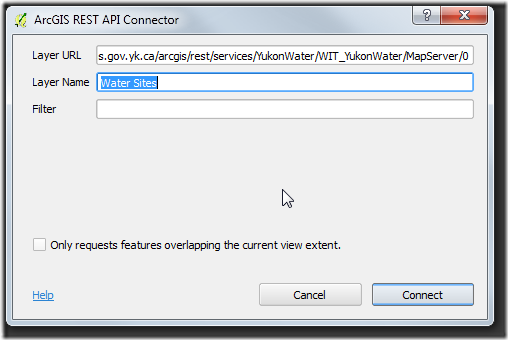 ArcGIS REST API Connector
Layer URL s.gov.yk.ca/arcgis/rest/services/YukonWater/WIT_YukonWater/MapServer/0
Layer Name Water Sites
Filter
Only requests features overlapping the current view extent.
Help Cancel Connect